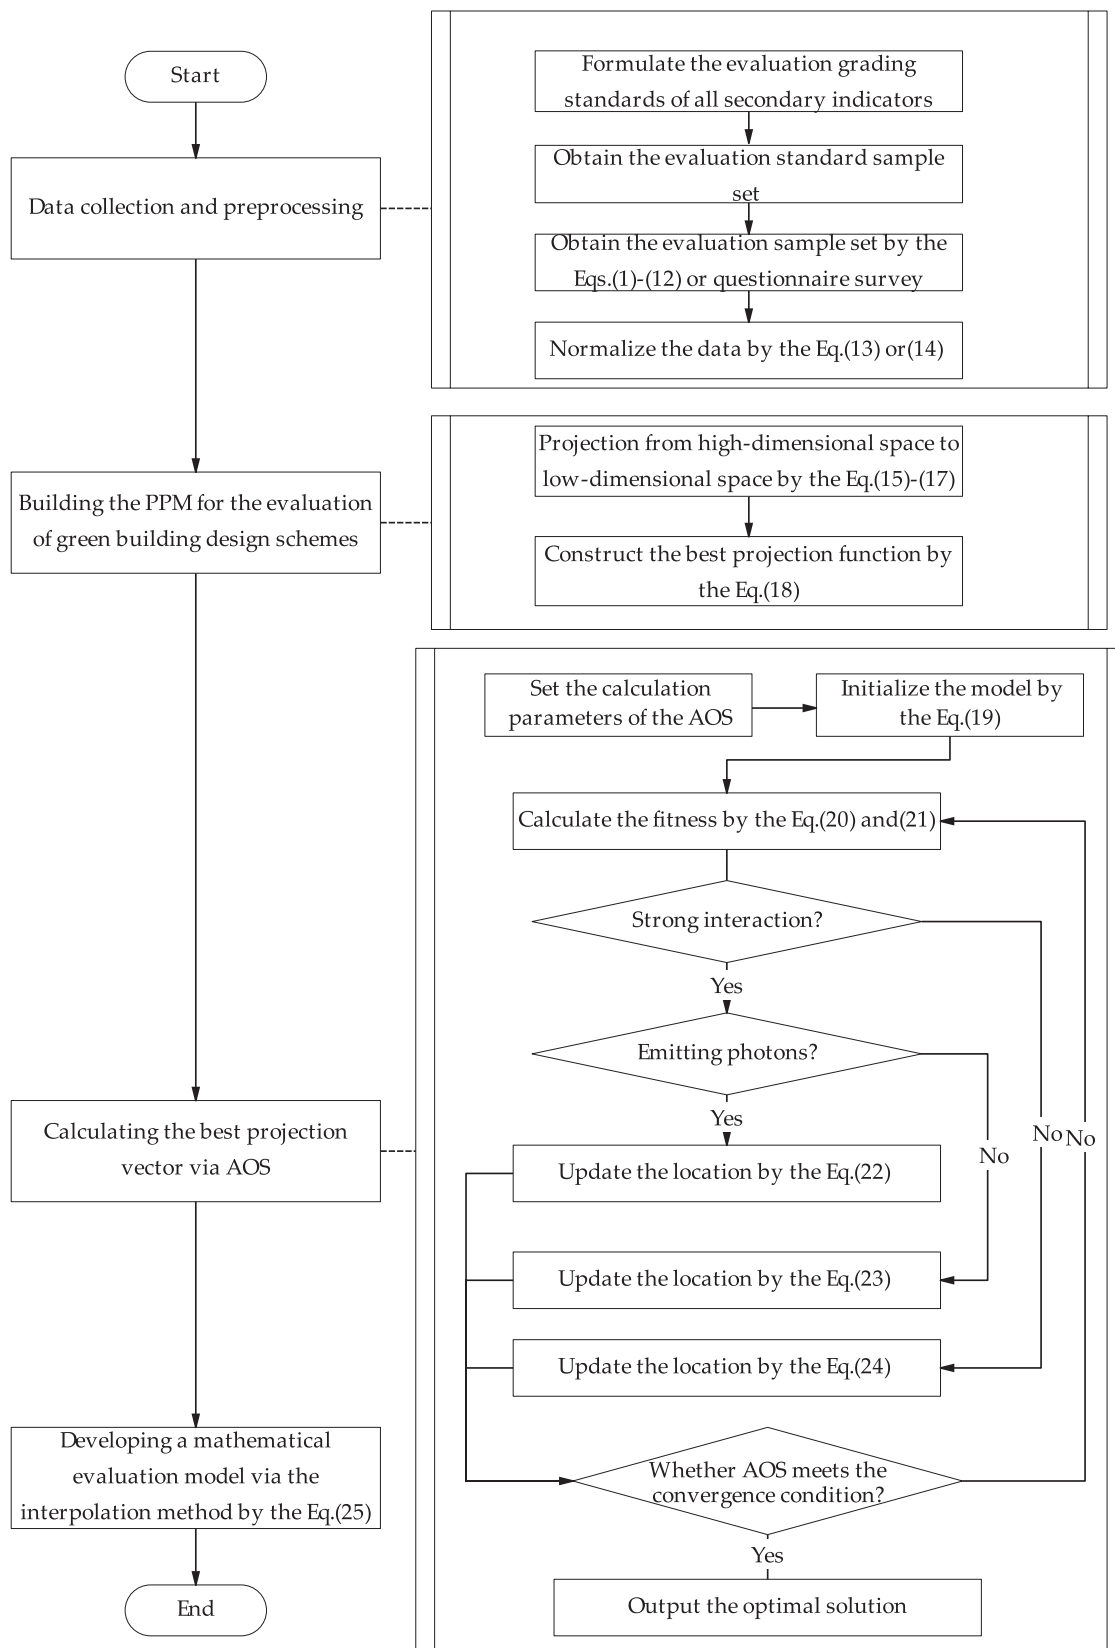 Start
Data collection and preprocessing
Formulate the evaluation grading
standards of all secondary indicators
Obtain the evaluation standard sample
set
Obtain the evaluation sample set by the
Eqs.(1)-(12) or questionnaire survey
Normalize the data by the Eq.(13) or(14)
Building the PPM for the evaluation
of green building design schemes
Projection from high-dimensional space to
low-dimensional space by the Eq.(15)-(17)
Construct the best projection function by
the Eq.(18)
Calculating the best projection
vector via AOS
Set the calculation
parameters of the AOS
Initialize the model by
the Eq.(19)
Calculate the fitness by the Eq.(20) and(21)
Strong interaction?
Yes
Emitting photons?
Yes
No
No
No
Update the location by the Eq.(22)
Update the location by the Eq.(23)
Update the location by the Eq.(24)
Whether AOS meets the
convergence condition?
Yes
Output the optimal solution
Developing a mathematical
evaluation model via the
interpolation method by the Eq.(25)
End